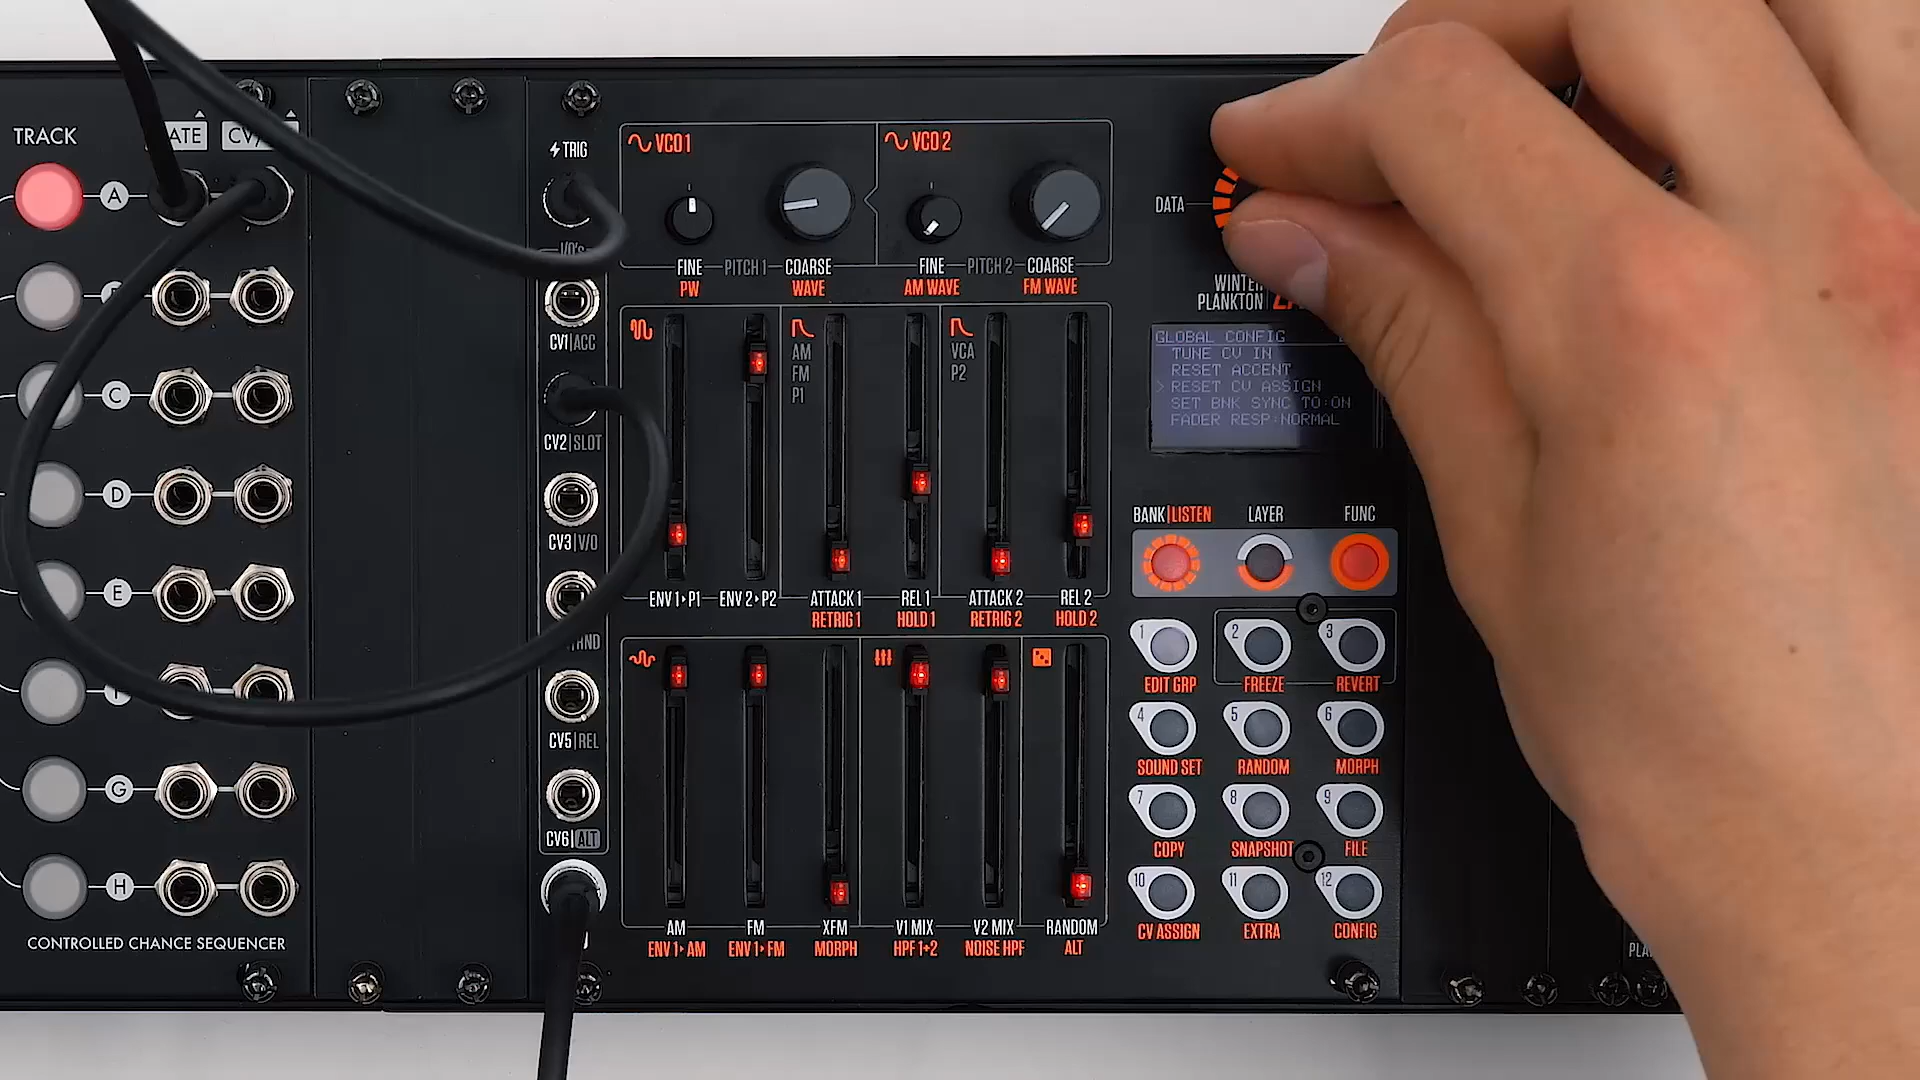 TRACK
ATE
CV/
A
C
D
E
G
H
CONTROLLED CHANCE SEQUENCER
TRIG
I/O's
CV1|ACC
CV2|SLOT
CV3|V/O
CV5|REL
CV6|ALT
VCO1
VCO2
FINE PITCH 1 COARSE
PW WAVE
FINE PITCH 2 COARSE
AM WAVE FM WAVE
AM
FM
P1
VCA
P2
ENV 1▸P1 ENV 2▸P2 ATTACK 1 REL 1 ATTACK 2 REL 2
RETRIG 1 HOLD 1 RETRIG 2 HOLD 2
AM FM XFM V1 MIX V2 MIX RANDOM
ENV 1▸AM ENV 1▸FM MORPH HPF 1+2 NOISE HPF ALT
DATA
WINTER
PLANKTON
GLOBAL CONFIG
TUNE CV IN
RESET ACCENT
> RESET CV ASSIGN
SET BNK SYNC TO:ON
FADER RESP:NORMAL
BANK|LISTEN LAYER FUNC
1 2 3
EDIT GRP FREEZE REVERT
4 5 6
SOUND SET RANDOM MORPH
7 8 9
COPY SNAPSHOT FILE
10 11 12
CV ASSIGN EXTRA CONFIG